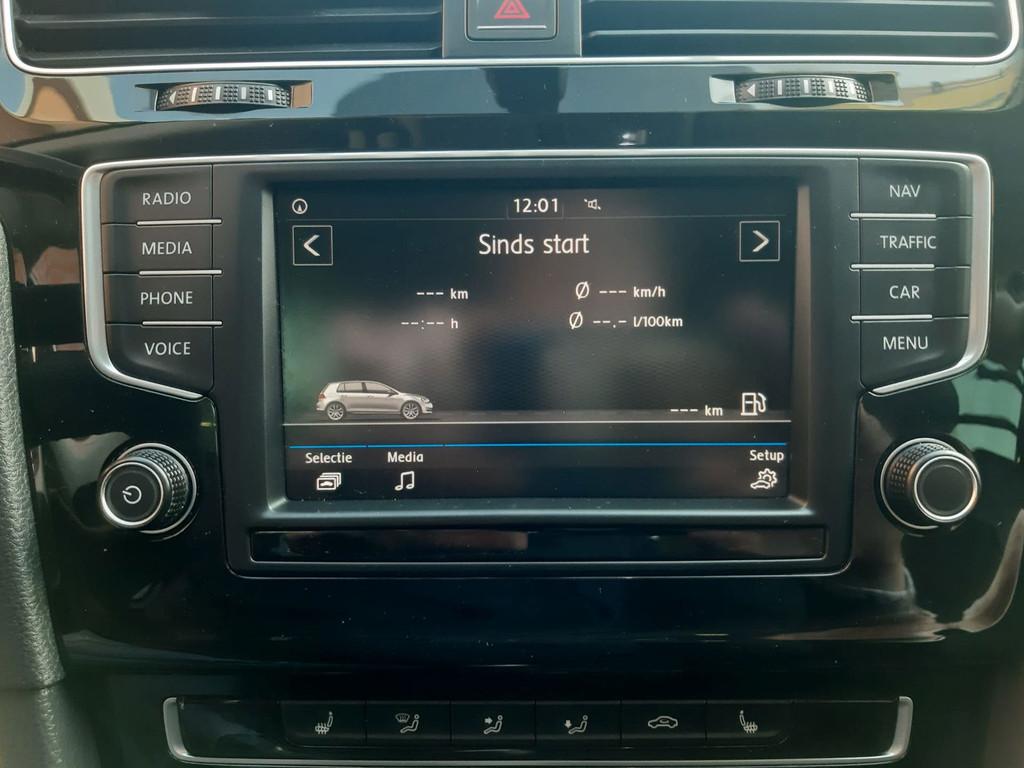 RADIO
MEDIA
PHONE
VOICE
12:01
Sinds start
--- km
Ø --- km/h
--:-- h
Ø --.- l/100km
--- km
Selectie
Media
Setup
NAV
TRAFFIC
CAR
MENU